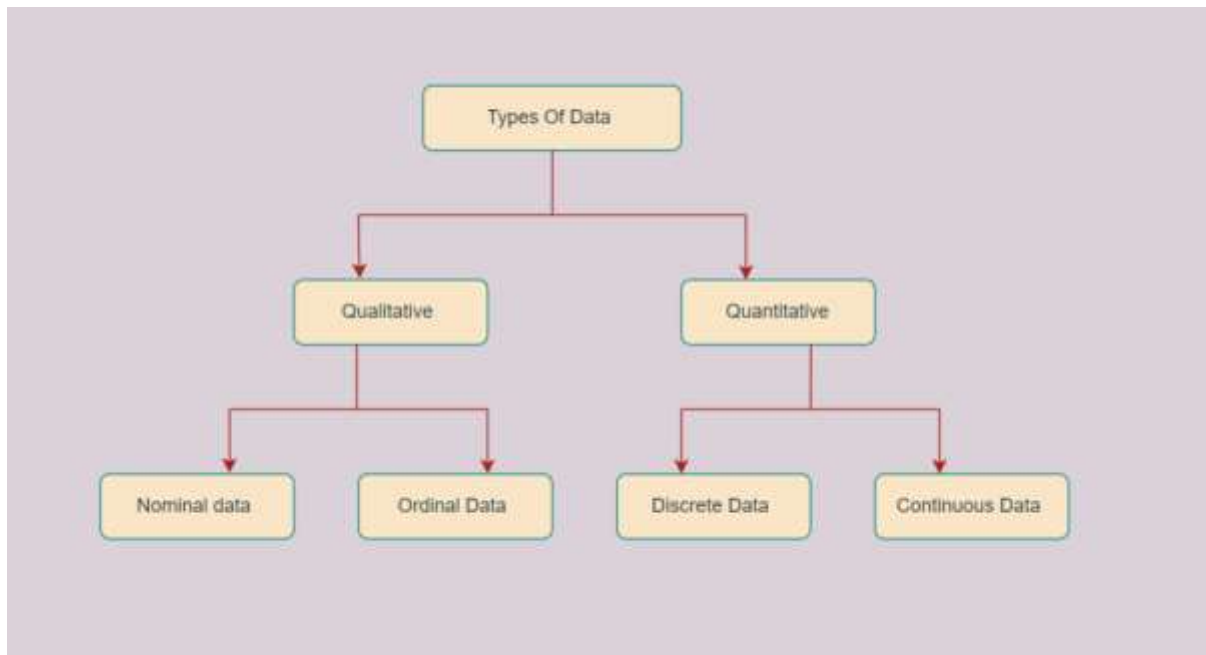 Types Of Data
Qualitative
Quantitative
Nominal data
Ordinal Data
Discrete Data
Continuous Data